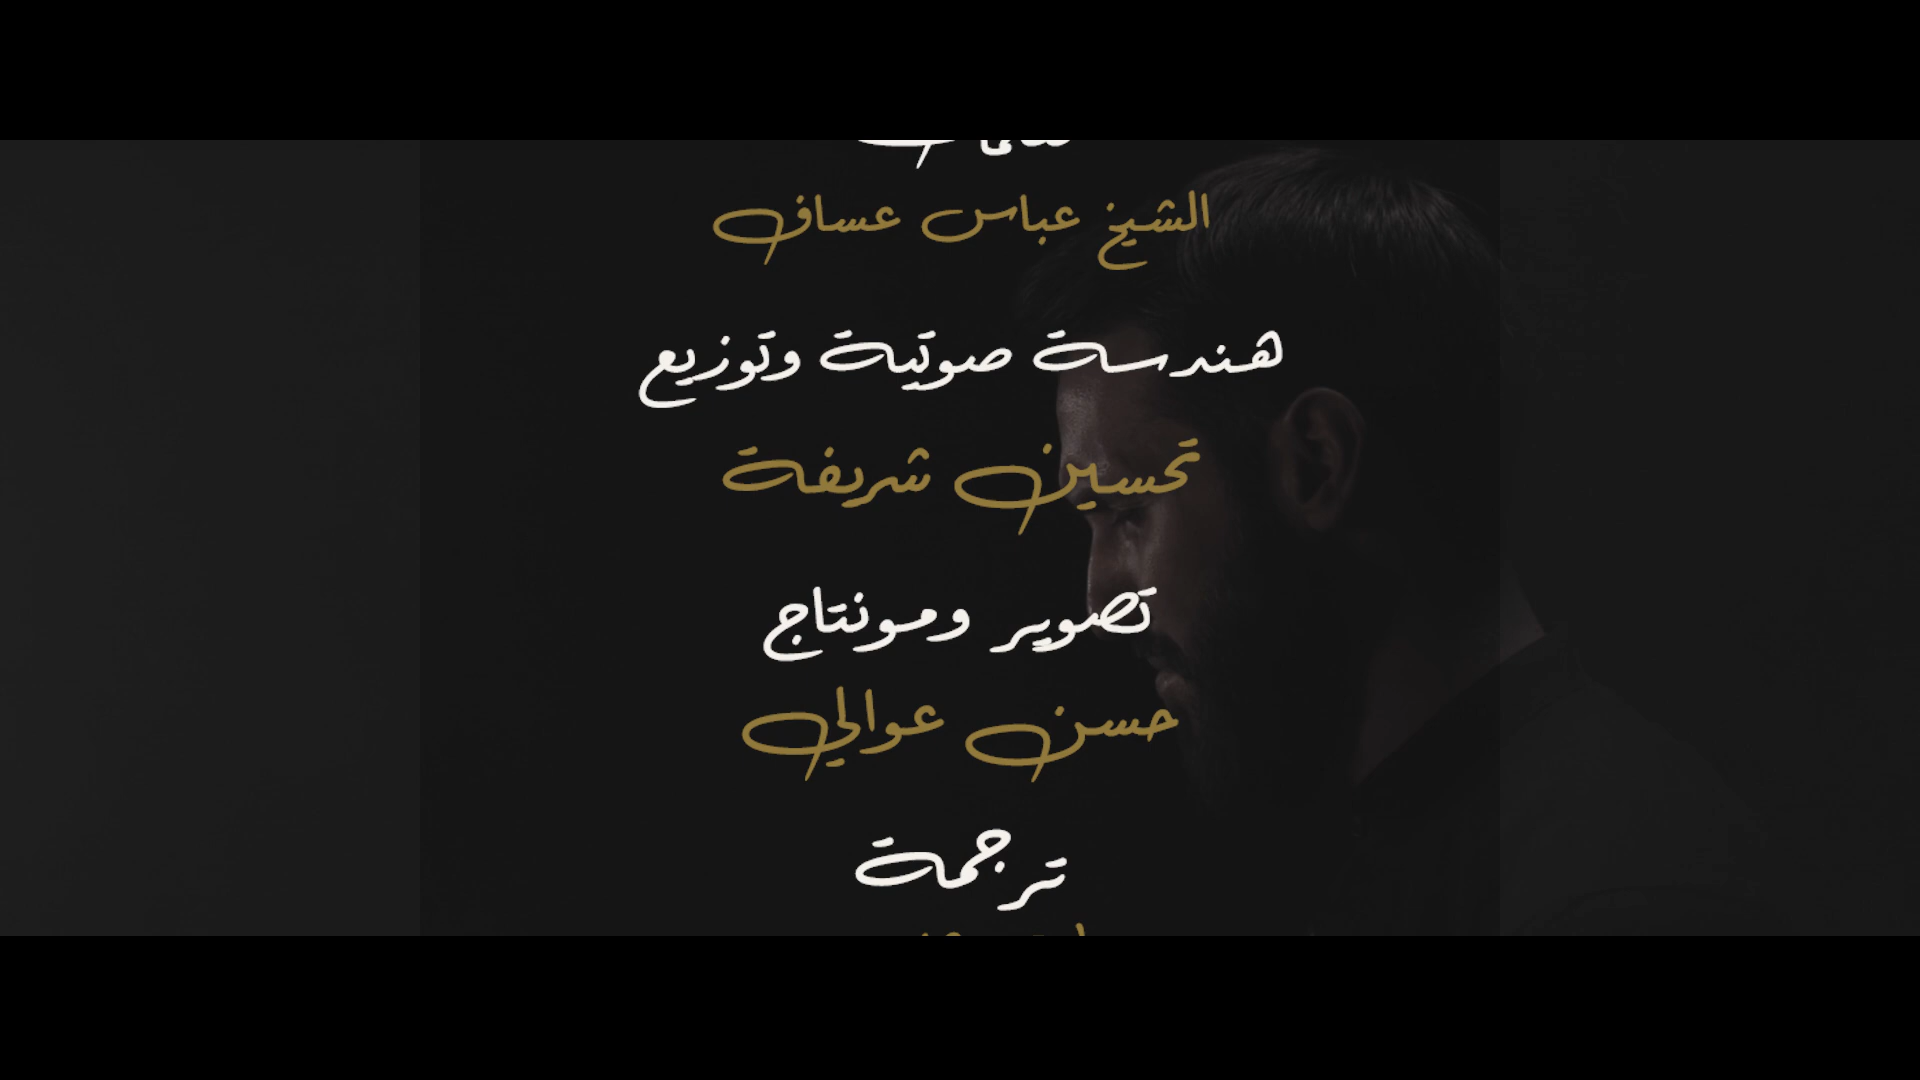 الشيخ عباس عساف
هندسة صوتية وتوزيع
تحسين شريفة
تصوير ومونتاج
حسن عوالي
ترجمة